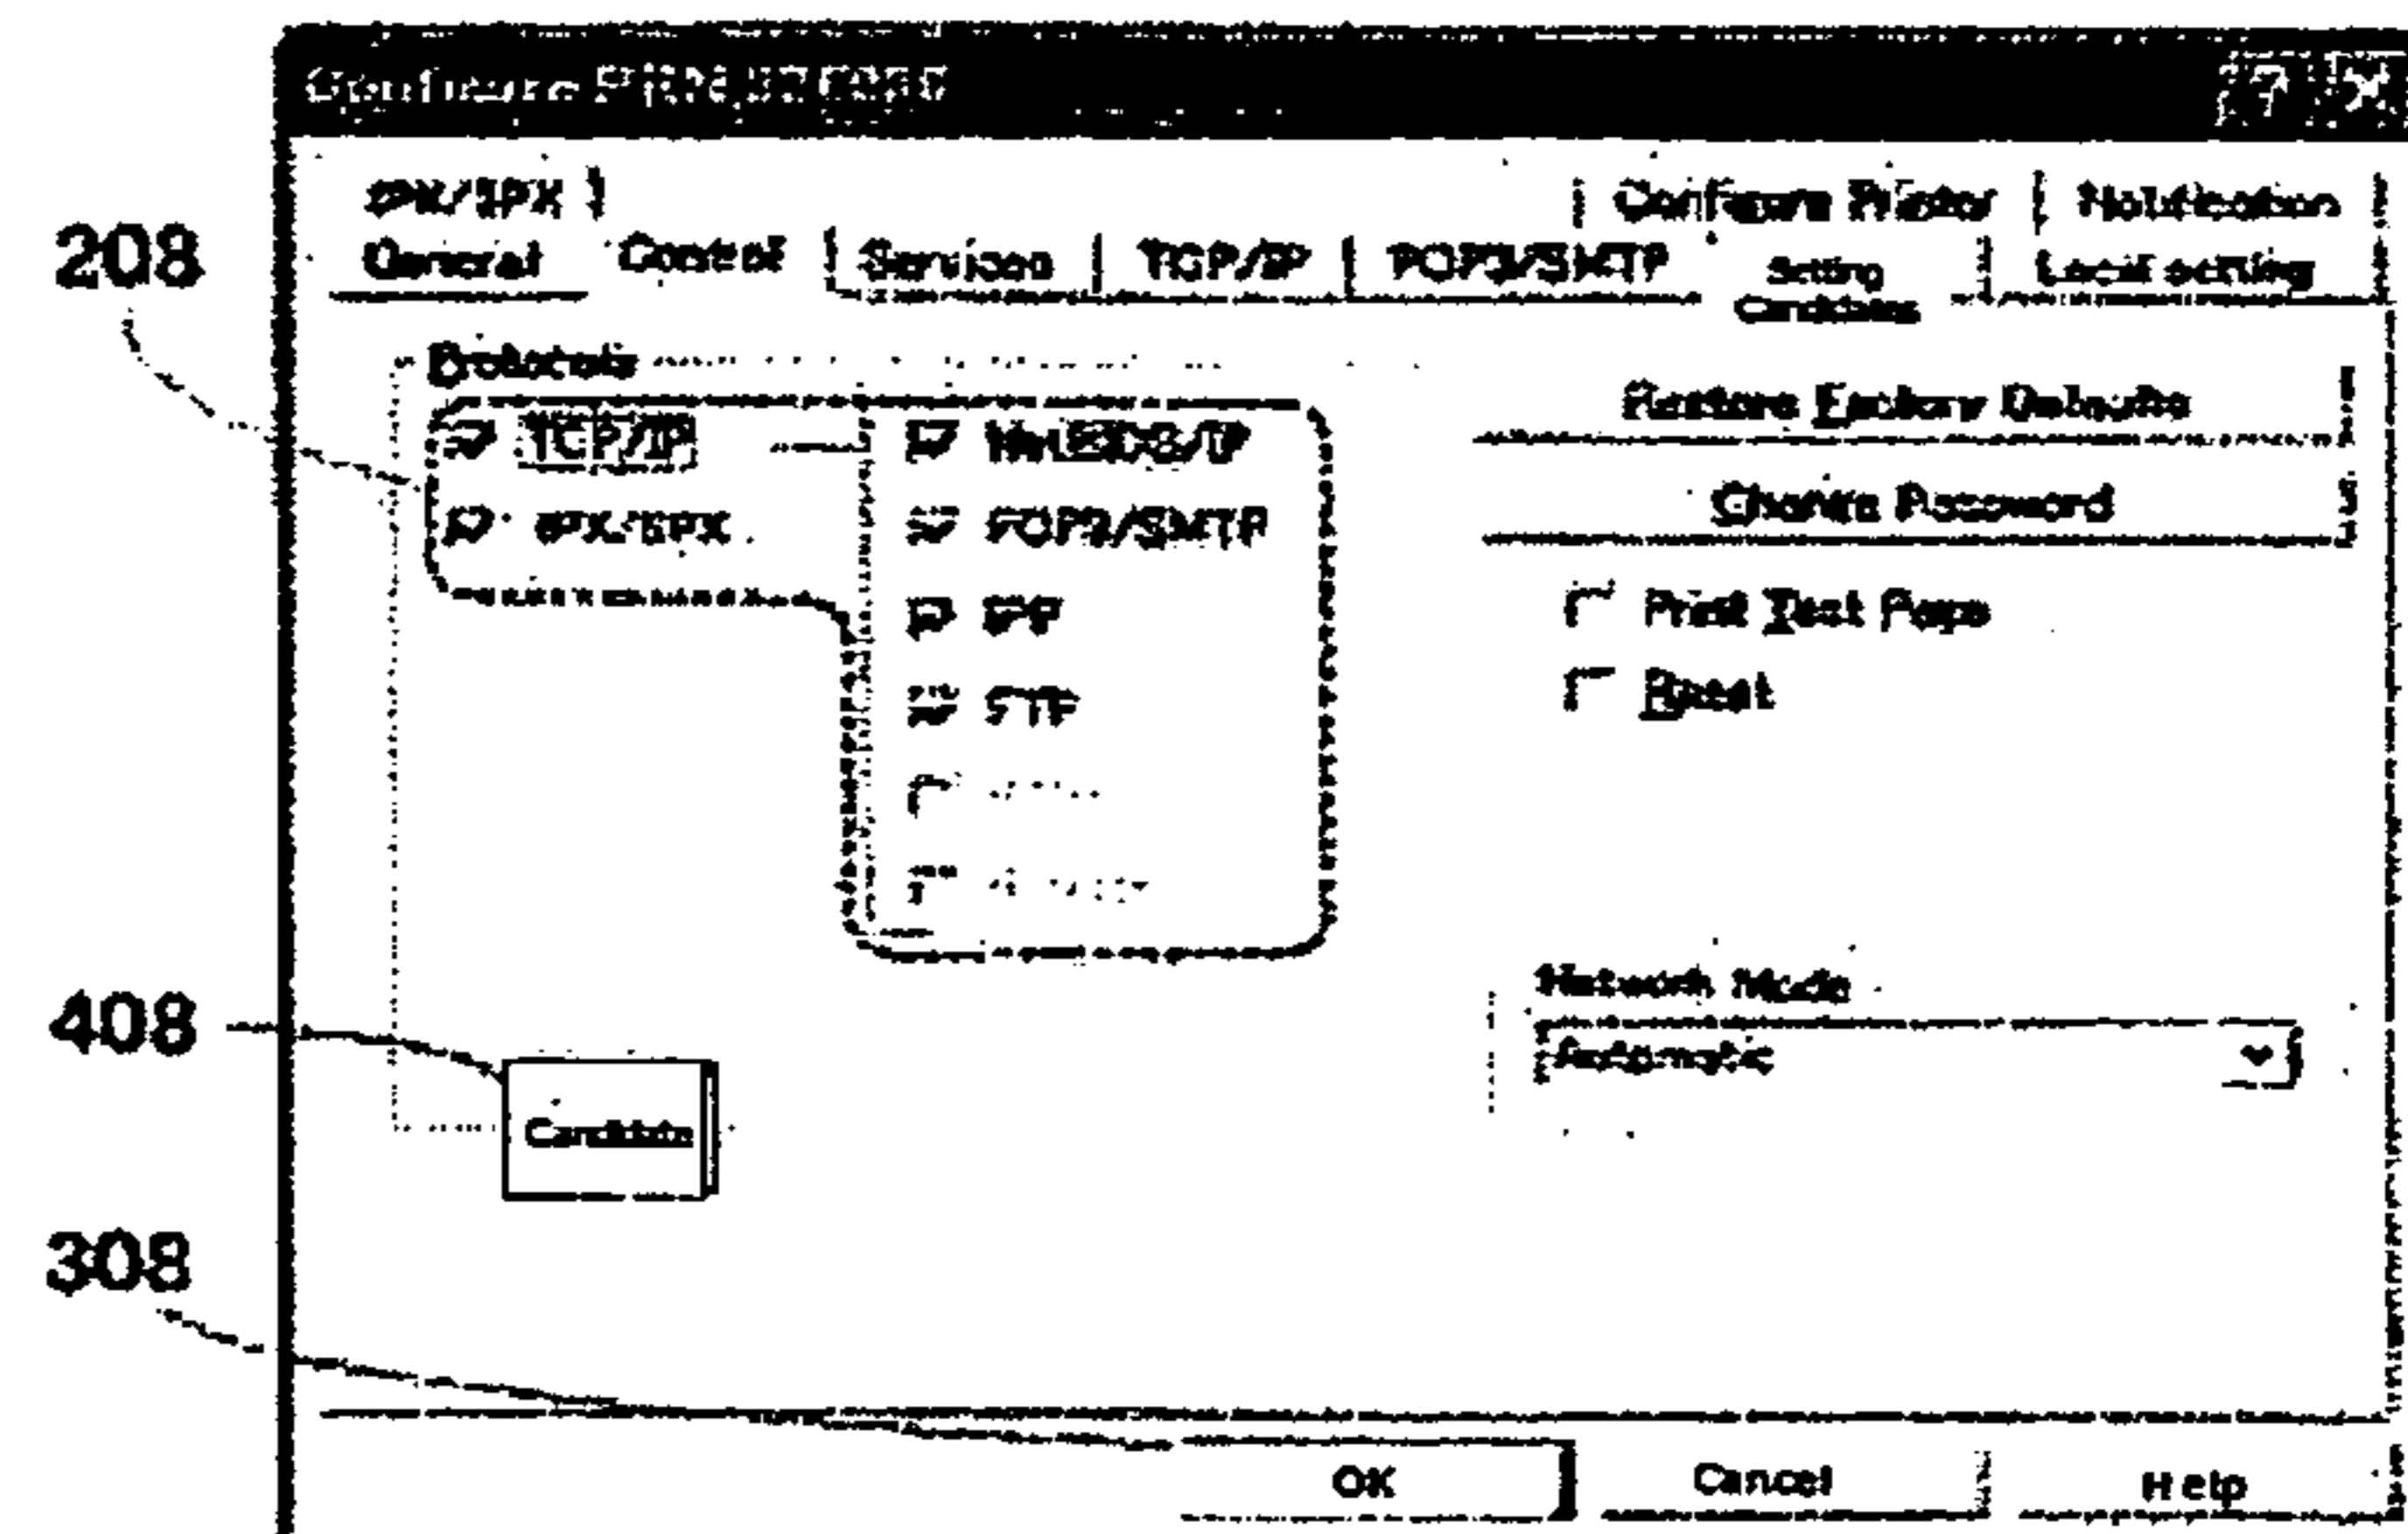 Configure
IPX/SPX Configure Printer Notification
208
General Control Services TCP/IP POP3/SMTP Setting Candidates Local setting
Protocols
TCP/IP NetBIOS/IP Restore Factory Defaults
IPX/SPX POP3/SMTP Change Password
IPP Print Test Page
FTP Reset
Network Mode
408
Automatic
Candidate
308
OK Cancel Help